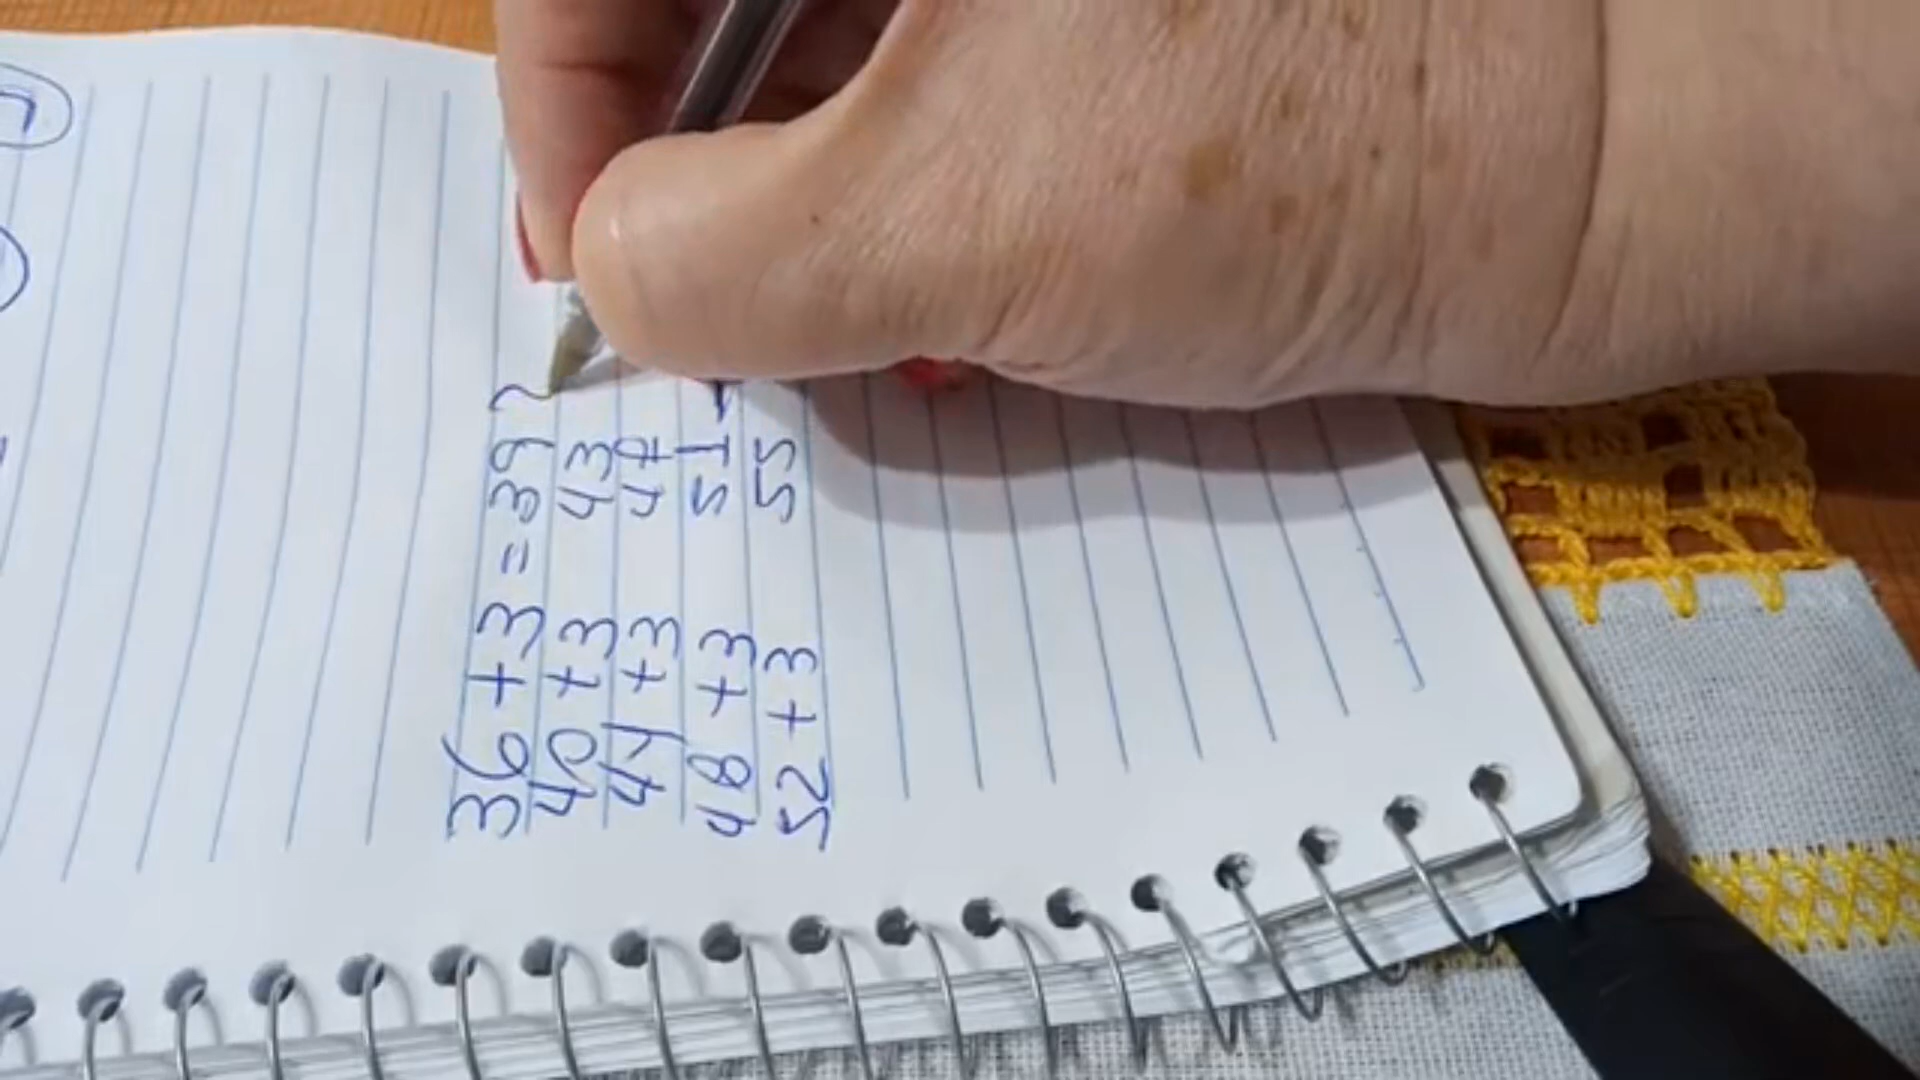 36 + 3 = 39
40 + 3 43
44 + 3 47
48 + 3 51
52 + 3 55